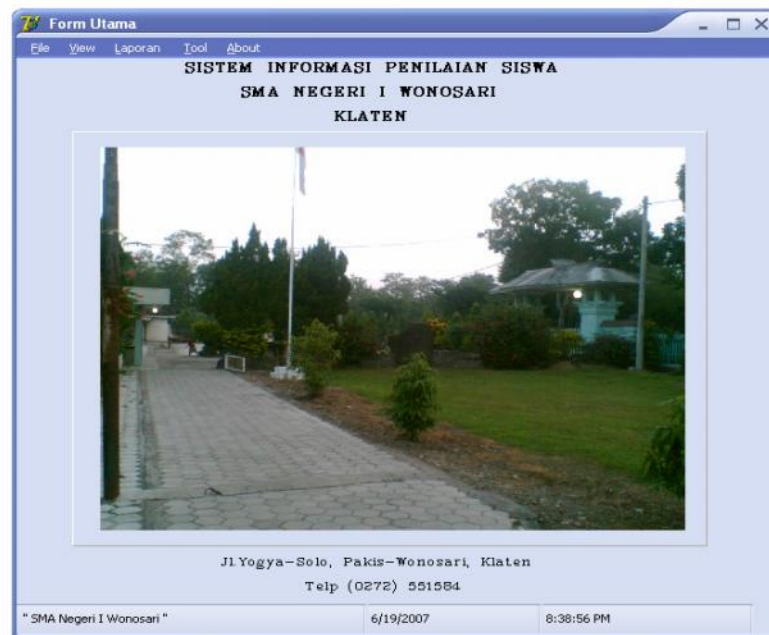 Form Utama
File View Laporan Tool About
SISTEM INFORMASI PENILAIAN SISWA
SMA NEGERI I WONOSARI
KLATEN
Jl.Yogya-Solo, Pakis-Wonosari, Klaten
Telp (0272) 551584
" SMA Negeri I Wonosari " 6/19/2007 8:38:56 PM